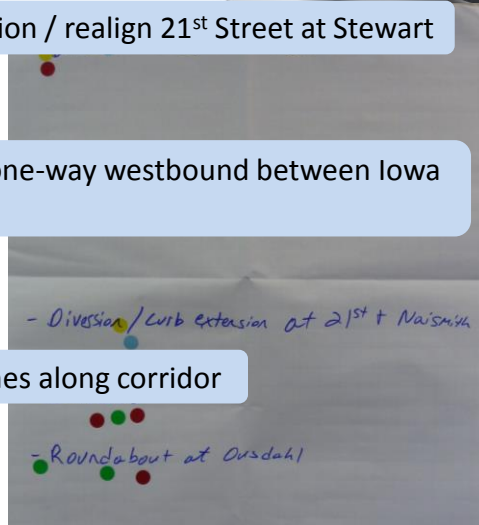 ion / realign 21st Street at Stewart
one-way westbound between Iowa
- Diversion/curb extension at 21st + Naismith
nes along corridor
- Roundabout at Ousdahl